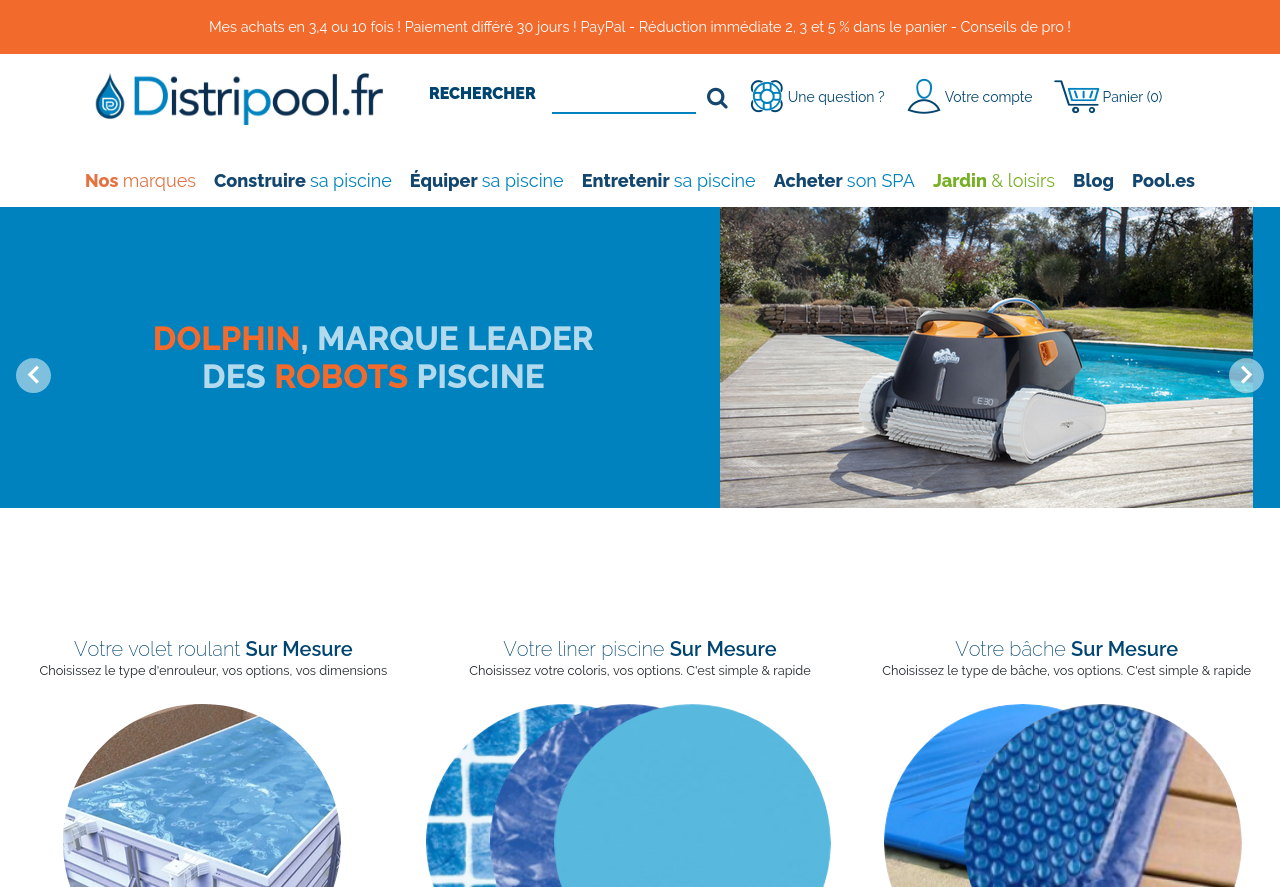 Mes achats en 3,4 ou 10 fois ! Paiement différé 30 jours ! PayPal - Réduction immédiate 2, 3 et 5 % dans le panier - Conseils de pro !
Distripool.fr
RECHERCHER
Une question ?
Votre compte
Panier (0)
Nos marques
Construire sa piscine
Équiper sa piscine
Entretenir sa piscine
Acheter son SPA
Jardin & loisirs
Blog
Pool.es
DOLPHIN, MARQUE LEADER
DES ROBOTS PISCINE
Dolphin
E 30
Votre volet roulant Sur Mesure
Choisissez le type d'enrouleur, vos options, vos dimensions
Votre liner piscine Sur Mesure
Choisissez votre coloris, vos options. C'est simple & rapide
Votre bâche Sur Mesure
Choisissez le type de bâche, vos options. C'est simple & rapide